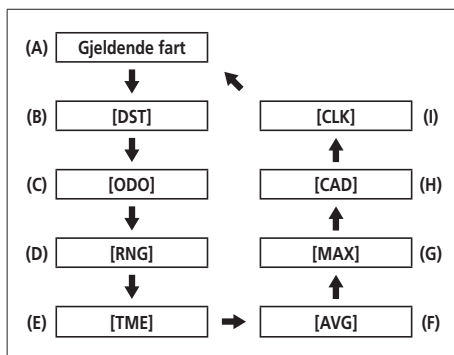 (A) Gjeldende fart
(B) [DST] [CLK] (I)
(C) [ODO] [CAD] (H)
(D) [RNG] [MAX] (G)
(E) [TME] [AVG] (F)